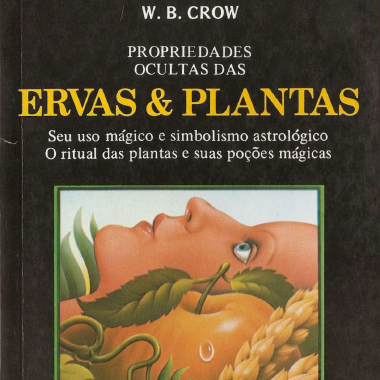 W. B. CROW
PROPRIEDADES
OCULTAS DAS
ERVAS & PLANTAS
Seu uso mágico e simbolismo astrológico
O ritual das plantas e suas poções mágicas